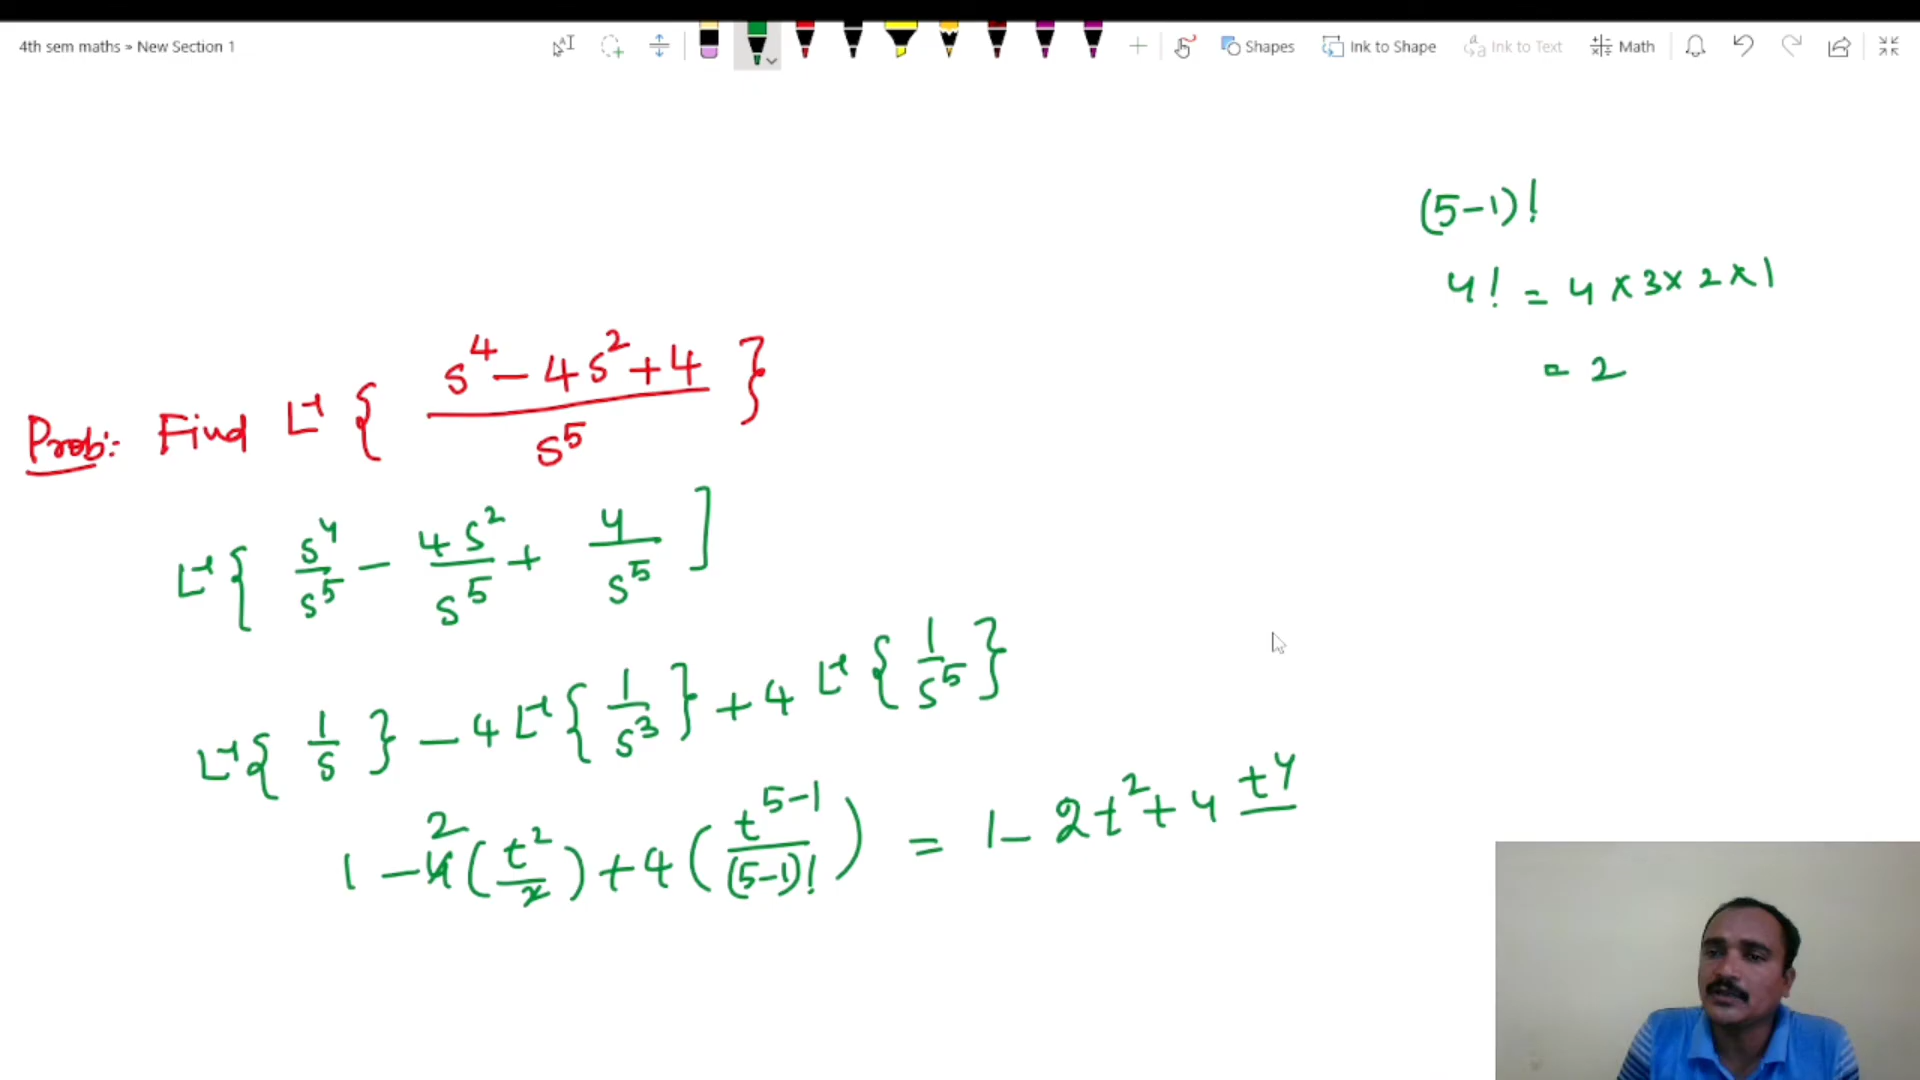 4th sem maths » New Section 1
Shapes
Ink to Shape
Ink to Text
Math
(5-1)!
4! = 4 × 3 × 2 × 1
= 2
Prob: Find L⁻¹ { (s⁴ - 4s² + 4) / s⁵ }
L⁻¹ { s⁴/s⁵ - 4s²/s⁵ + 4/s⁵ ]
L⁻¹ { 1/s } - 4 L⁻¹ { 1/s³ } + 4 L⁻¹ { 1/s⁵ }
2
1 - 4 ( t²/2 ) + 4 ( t⁵⁻¹/(5-1)! ) = 1 - 2t² + 4 t⁴